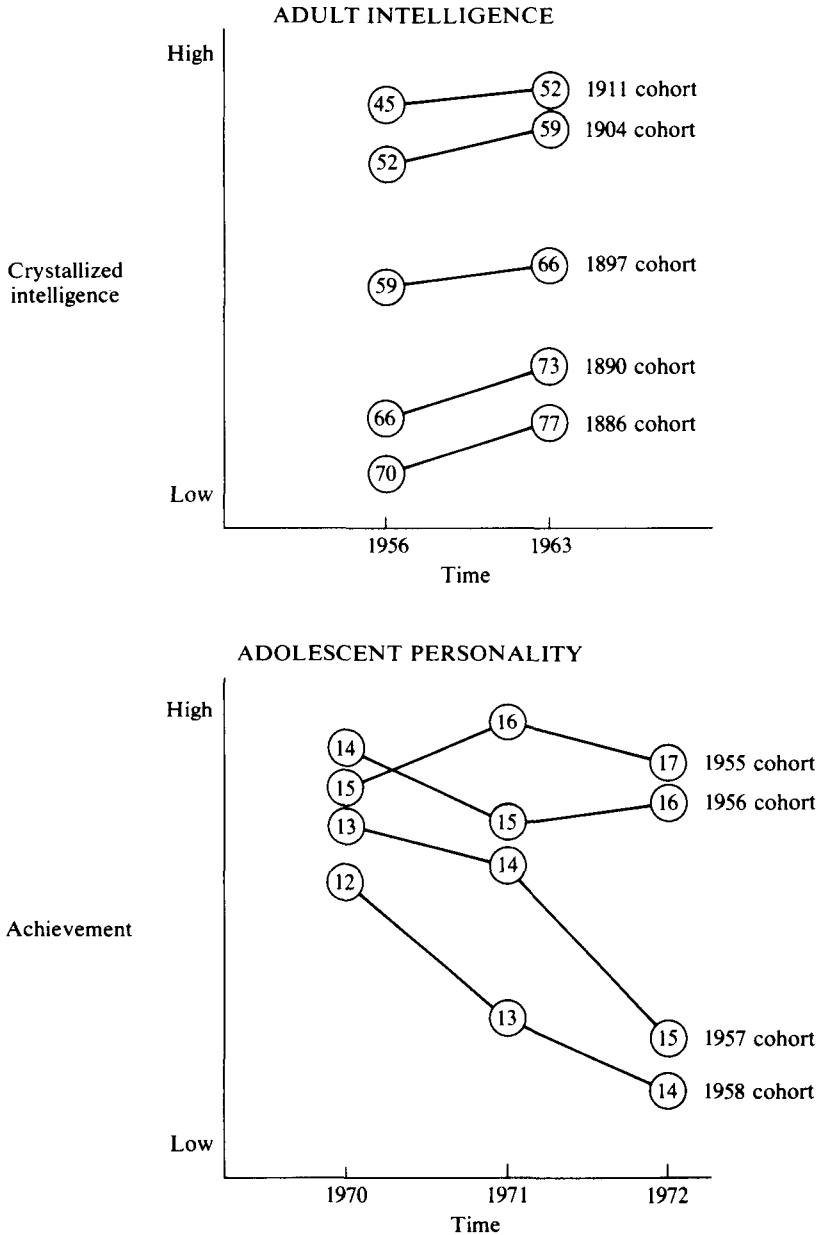 ADULT INTELLIGENCE
High
45
52
1911 cohort
52
59
1904 cohort
Crystallized
intelligence
59
66
1897 cohort
66
73
1890 cohort
70
77
1886 cohort
Low
1956
1963
Time
ADOLESCENT PERSONALITY
High
14
15
13
12
16
15
14
13
17
1955 cohort
16
1956 cohort
Achievement
15
1957 cohort
14
1958 cohort
Low
1970
1971
1972
Time